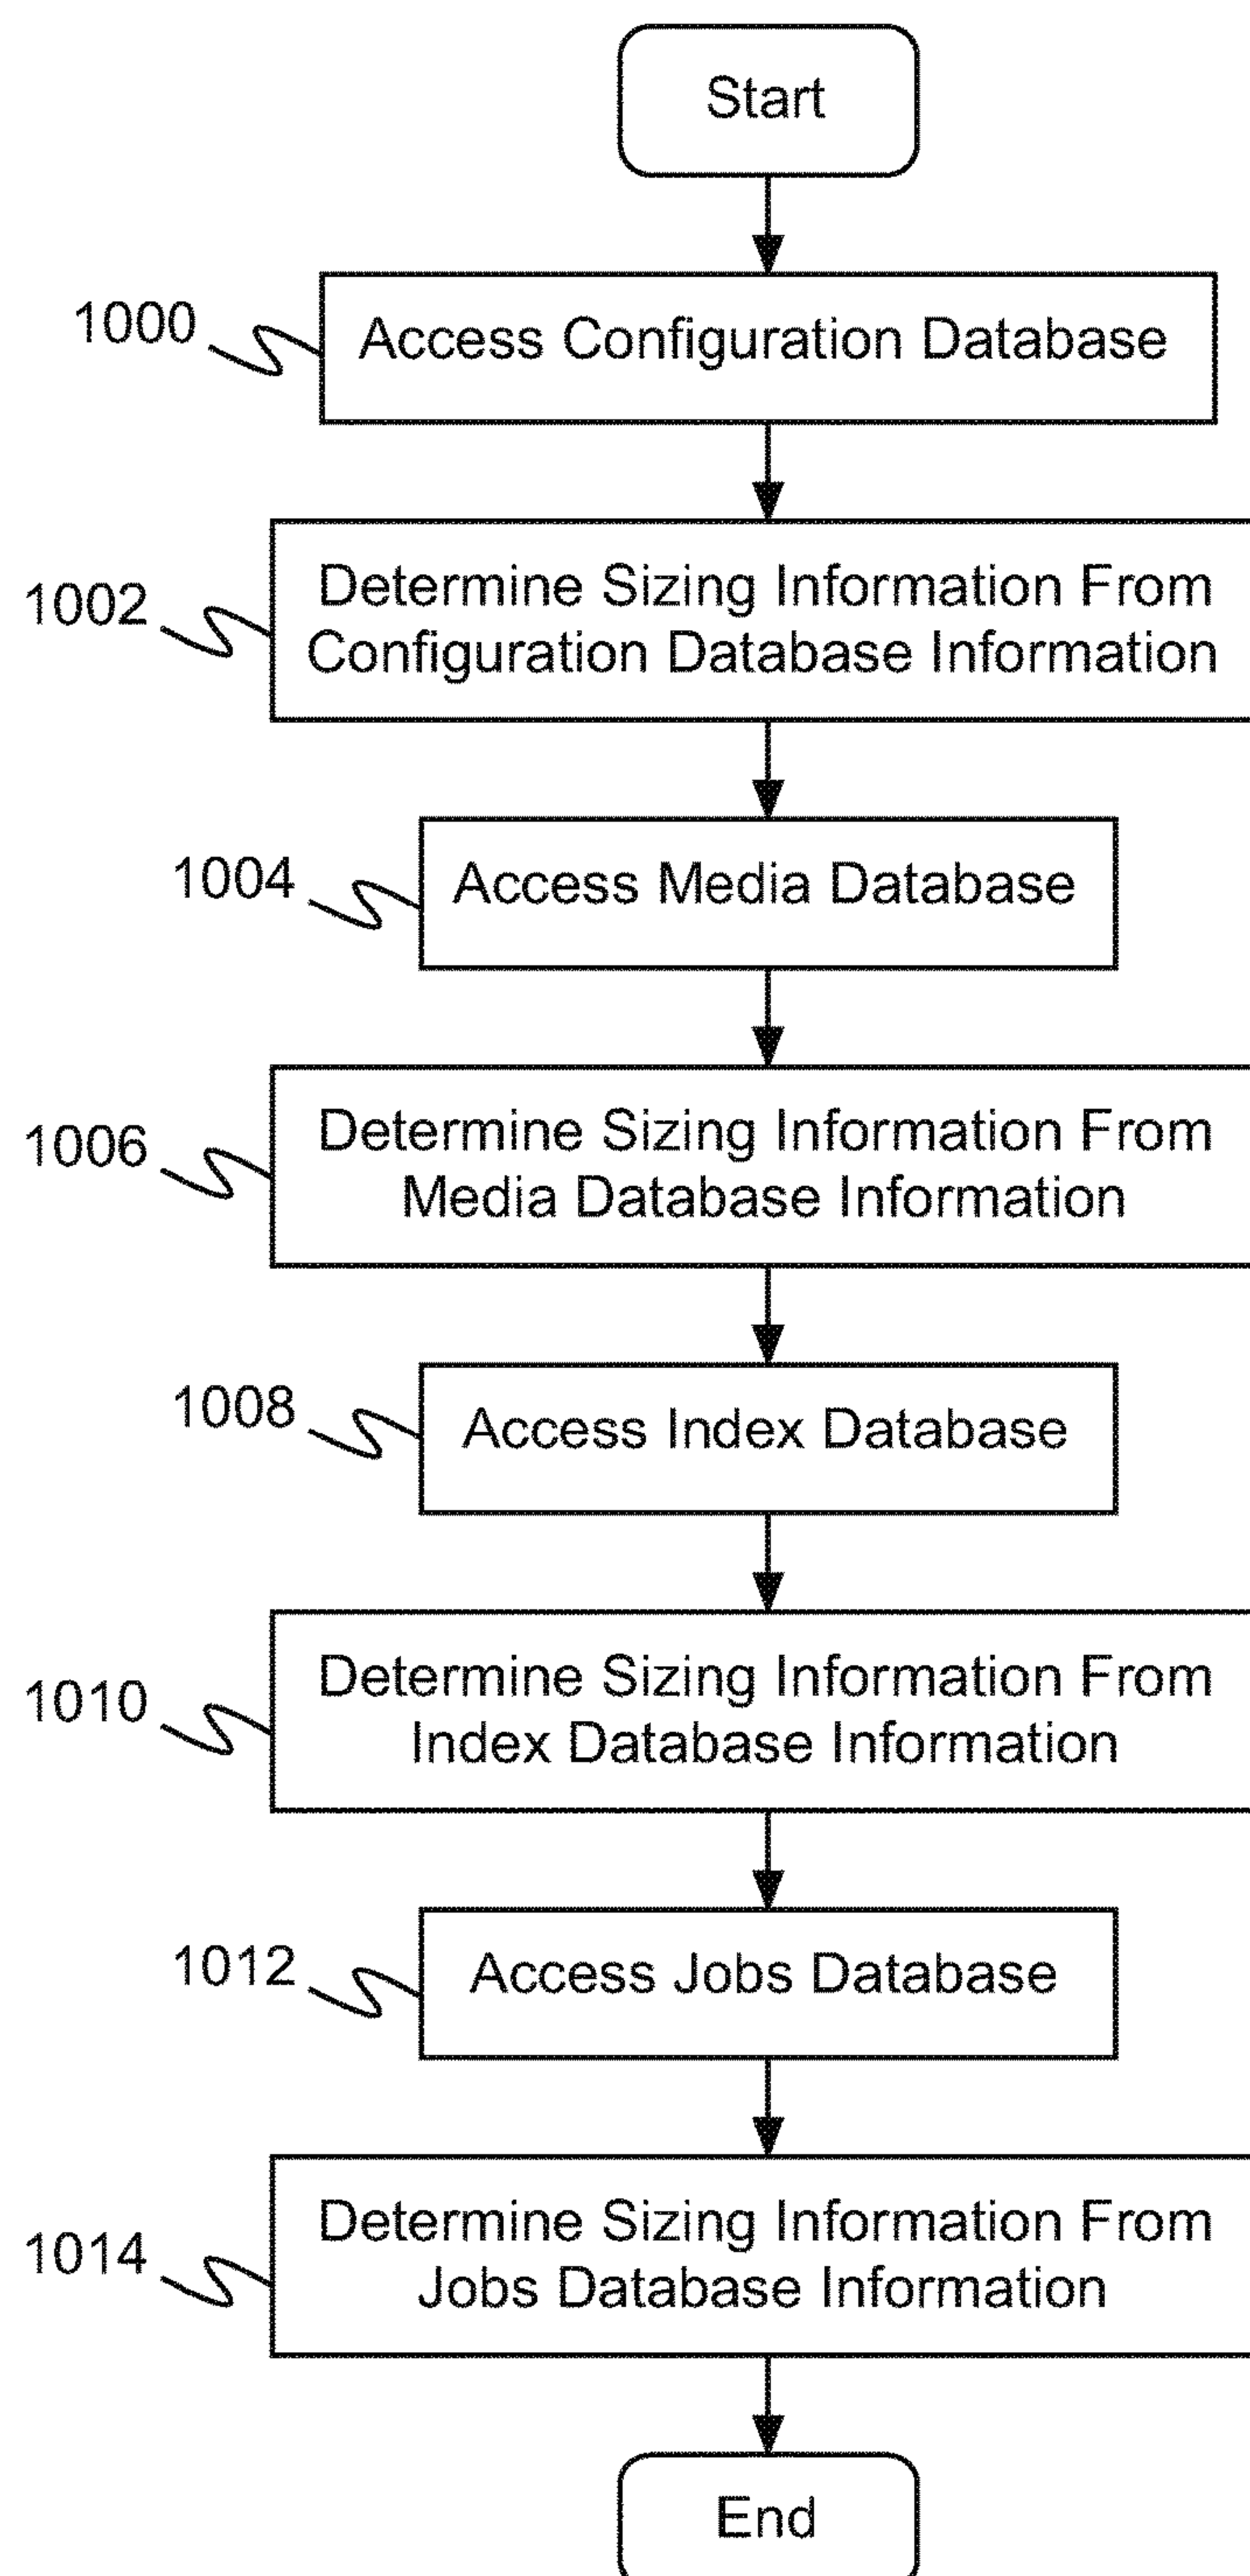 Start
1000
Access Configuration Database
1002
Determine Sizing Information From
Configuration Database Information
1004
Access Media Database
1006
Determine Sizing Information From
Media Database Information
1008
Access Index Database
1010
Determine Sizing Information From
Index Database Information
1012
Access Jobs Database
1014
Determine Sizing Information From
Jobs Database Information
End